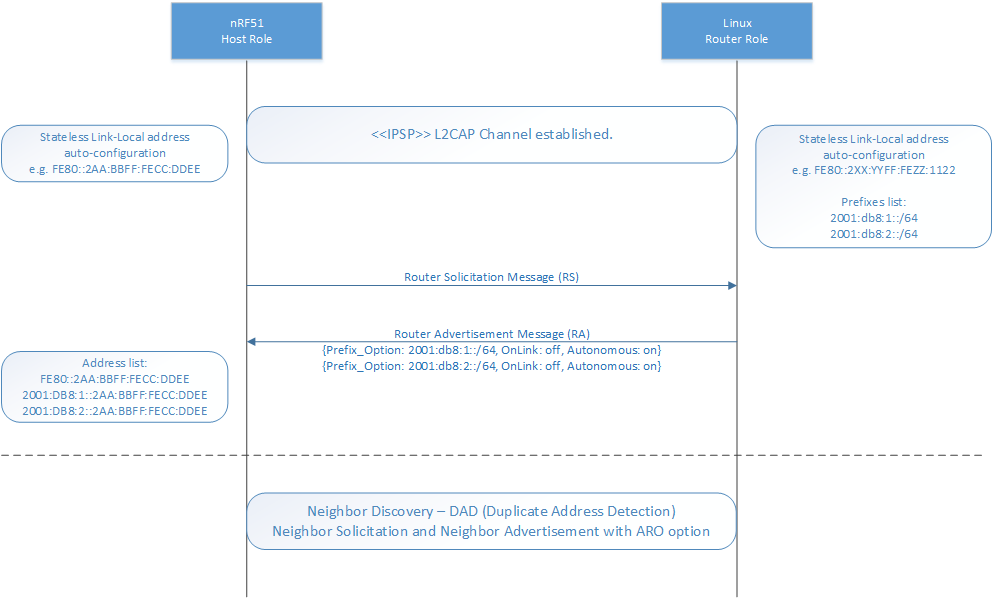 nRF51
Host Role
Linux
Router Role
<<IPSP>> L2CAP Channel established.
Stateless Link-Local address
auto-configuration
e.g. FE80::2AA:BBFF:FECC:DDEE
Stateless Link-Local address
auto-configuration
e.g. FE80::2XX:YYFF:FEZZ:1122
Prefixes list:
2001:db8:1::/64
2001:db8:2::/64
Router Solicitation Message (RS)
Router Advertisement Message (RA)
{Prefix_Option: 2001:db8:1::/64, OnLink: off, Autonomous: on}
{Prefix_Option: 2001:db8:2::/64, OnLink: off, Autonomous: on}
Address list:
FE80::2AA:BBFF:FECC:DDEE
2001:DB8:1::2AA:BBFF:FECC:DDEE
2001:DB8:2::2AA:BBFF:FECC:DDEE
Neighbor Discovery – DAD (Duplicate Address Detection)
Neighbor Solicitation and Neighbor Advertisement with ARO option